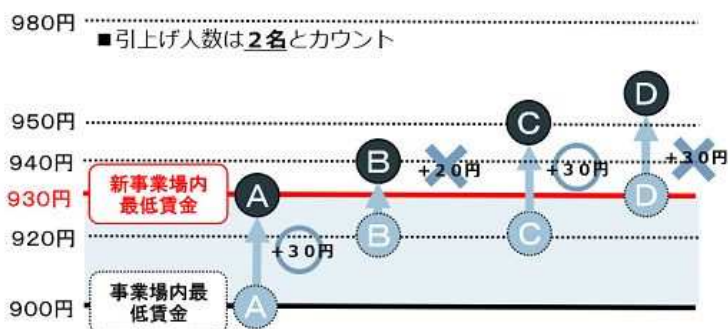 980円
■引上げ人数は2名とカウント
950円
940円
930円
920円
900円
新事業場内
最低賃金
事業場内最
低賃金
A
+30円
A
B
+20円
B
C
+30円
C
D
+30円
D